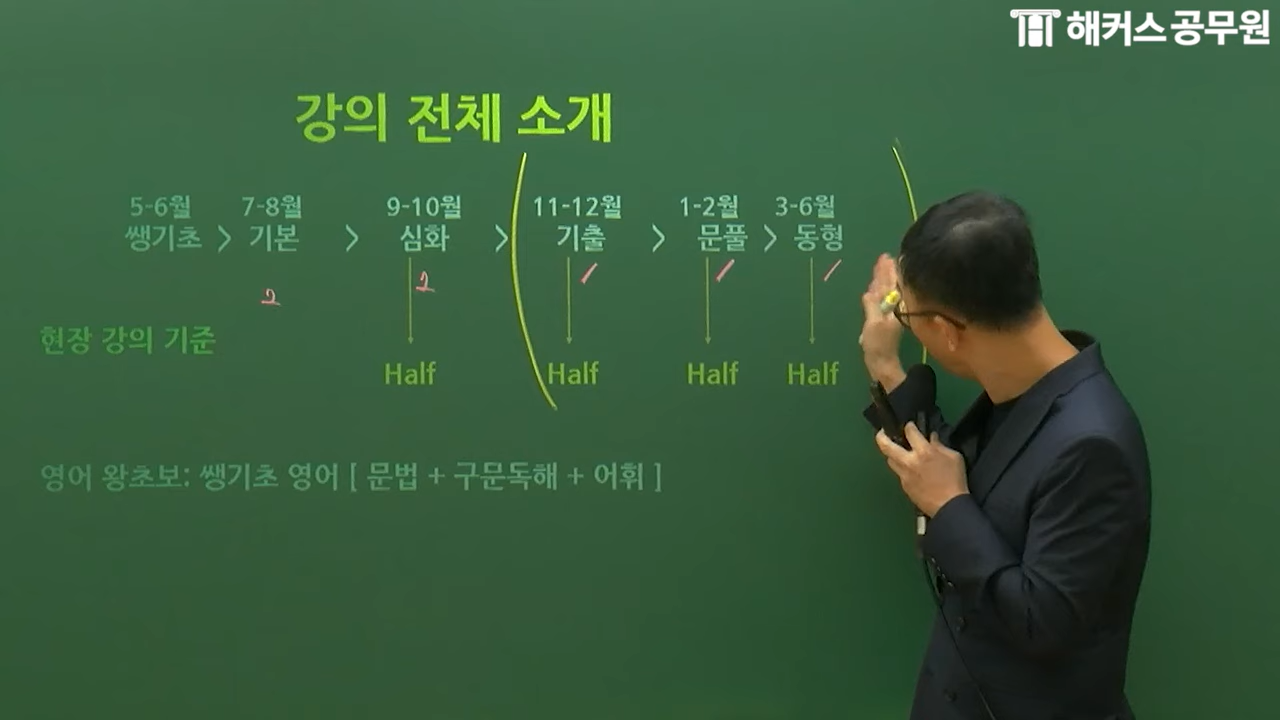 해커스공무원
강의 전체 소개
5-6월 7-8월 9-10월 11-12월 1-2월 3-6월
쌩기초 > 기본 > 심화 > 기출 > 문풀 > 동형
2 2 / / /
현장 강의 기준
Half Half Half Half
영어 왕초보: 쌩기초 영어 [ 문법 + 구문독해 + 어휘 ]